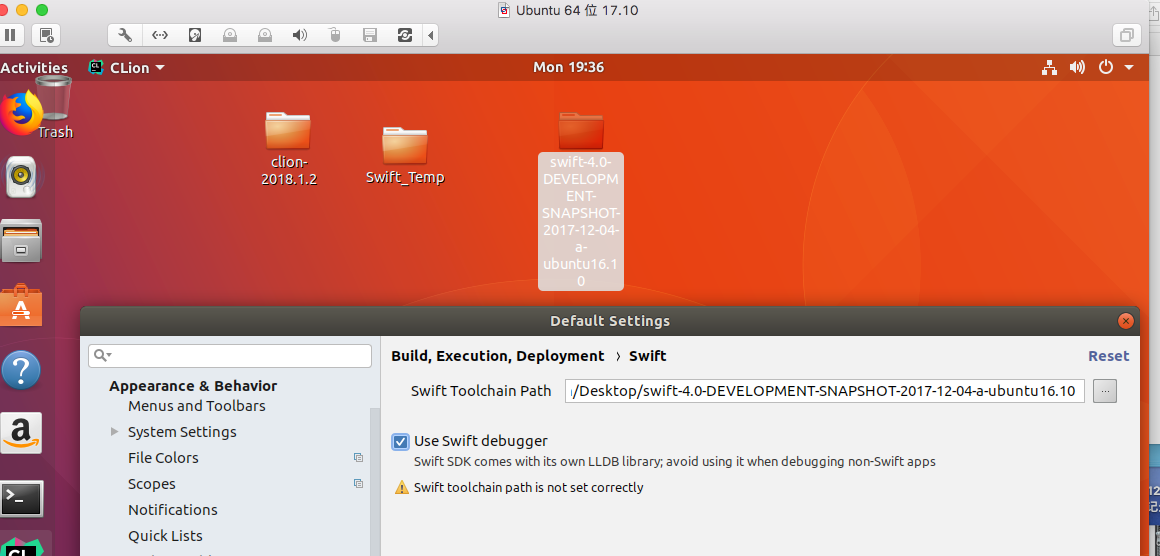 Ubuntu 64 位 17.10
Activities
CLion
Mon 19:36
Trash
clion-
2018.1.2
Swift_Temp
swift-4.0-
DEVELOPM
ENT-
SNAPSHOT-
2017-12-04-
a-
ubuntu16.1
0
Default Settings
Appearance & Behavior
Menus and Toolbars
System Settings
File Colors
Scopes
Notifications
Quick Lists
Build, Execution, Deployment › Swift
Reset
Swift Toolchain Path
/Desktop/swift-4.0-DEVELOPMENT-SNAPSHOT-2017-12-04-a-ubuntu16.10
...
Use Swift debugger
Swift SDK comes with its own LLDB library; avoid using it when debugging non-Swift apps
Swift toolchain path is not set correctly